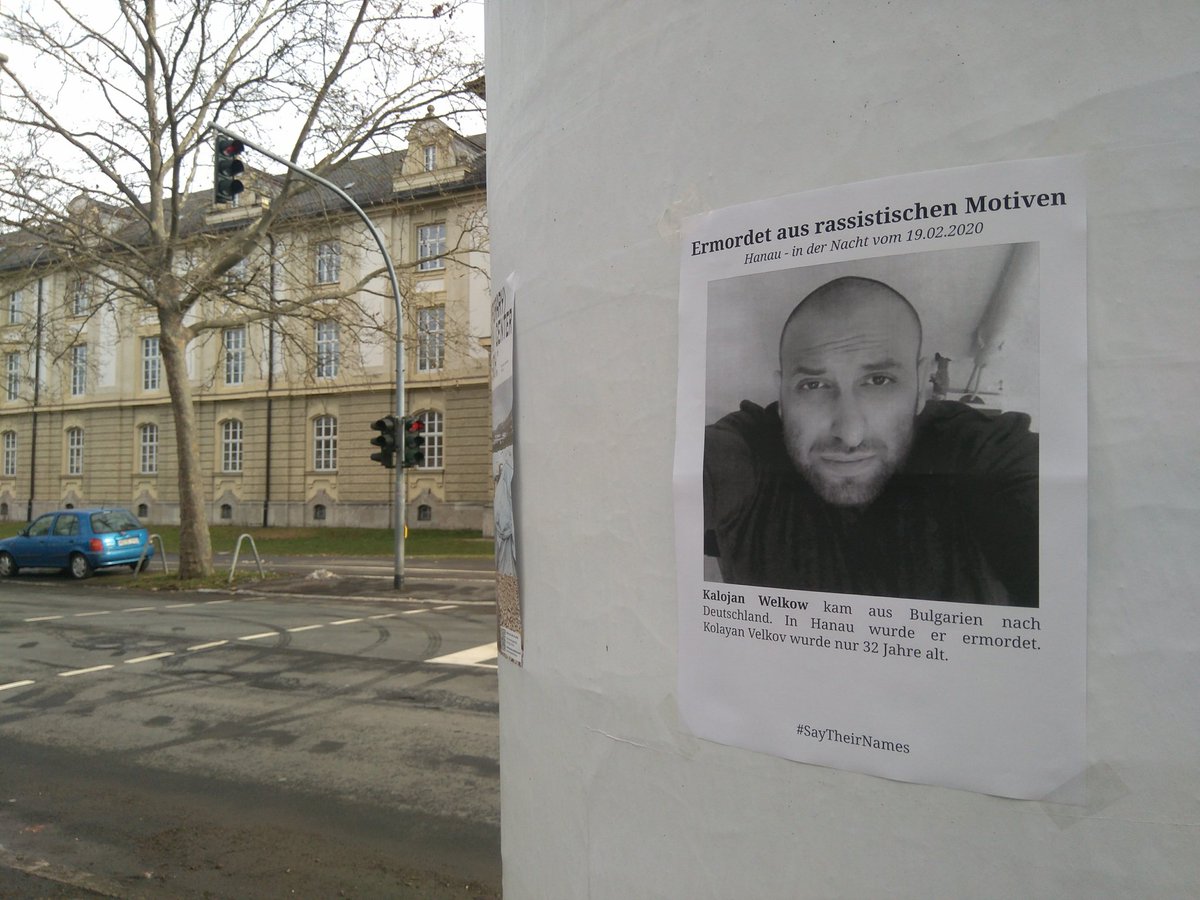 Ermordet aus rassistischen Motiven
Hanau - in der Nacht vom 19.02.2020
Kalojan Welkow kam aus Bulgarien nach
Deutschland. In Hanau wurde er ermordet.
Kolayan Velkov wurde nur 32 Jahre alt.
#SayTheirNames